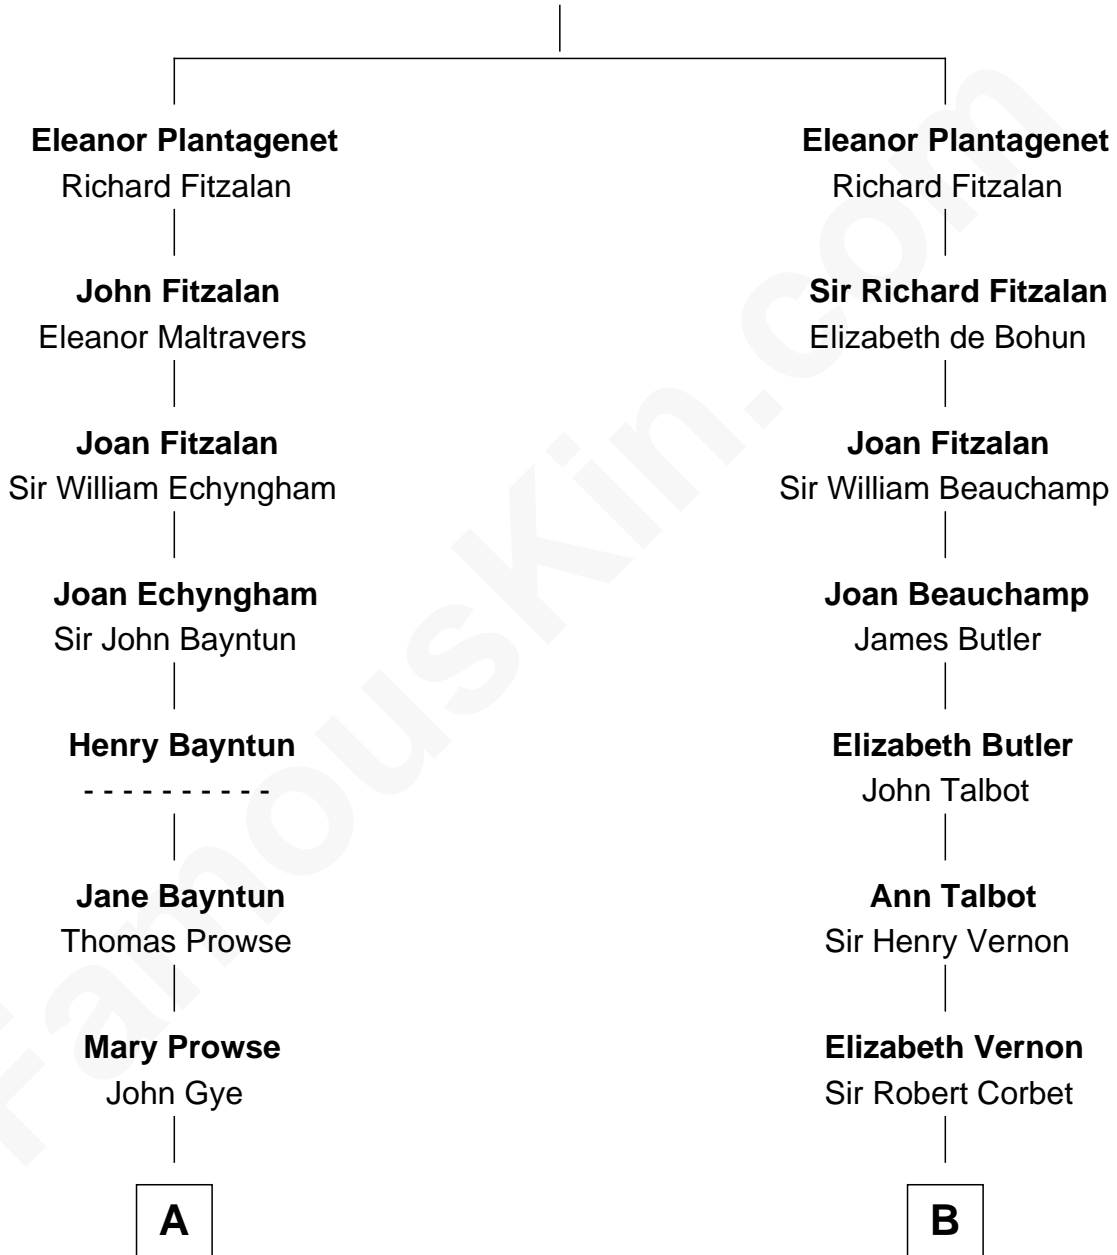 Eleanor Plantagenet
Richard Fitzalan
John Fitzalan
Eleanor Maltravers
Joan Fitzalan
Sir William Echyngham
Joan Echyngham
Sir John Bayntun
Henry Bayntun
- - - - - - - - - -
Jane Bayntun
Thomas Prowse
Mary Prowse
John Gye
A
Eleanor Plantagenet
Richard Fitzalan
Sir Richard Fitzalan
Elizabeth de Bohun
Joan Fitzalan
Sir William Beauchamp
Joan Beauchamp
James Butler
Elizabeth Butler
John Talbot
Ann Talbot
Sir Henry Vernon
Elizabeth Vernon
Sir Robert Corbet
B
FamousKin.com